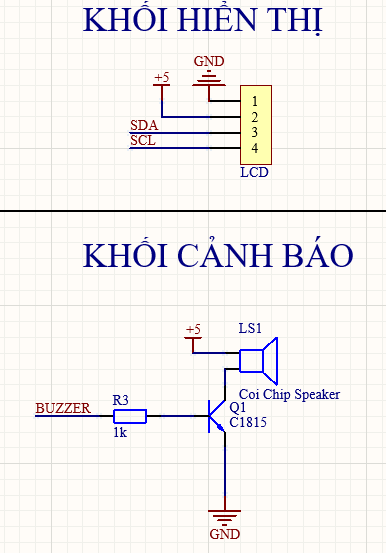 KHỐI HIỂN THỊ
GND
+5
1
2
SDA
3
SCL
4
LCD
KHỐI CẢNH BÁO
+5
LS1
Coi Chip Speaker
BUZZER
R3
1k
Q1
C1815
GND